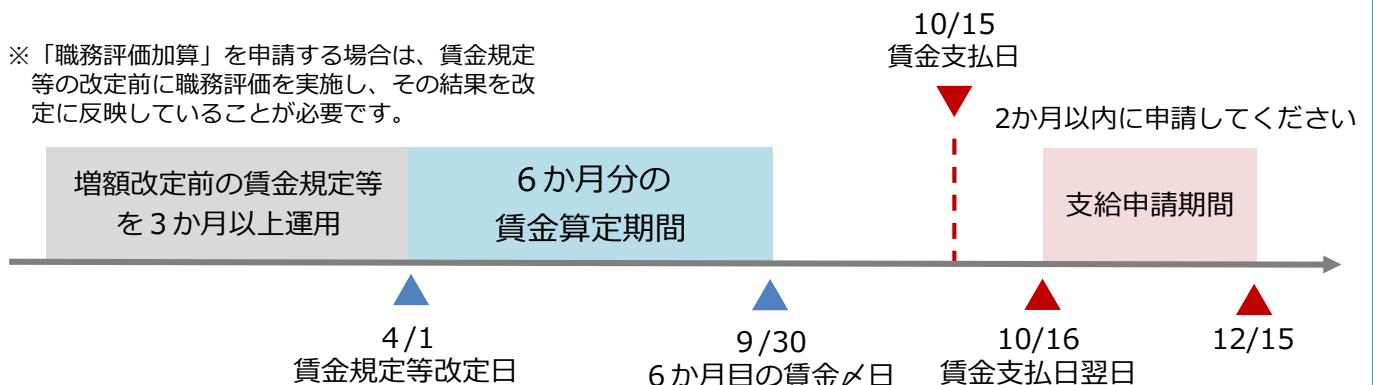 ※「職務評価加算」を申請する場合は、賃金規定
等の改定前に職務評価を実施し、その結果を改
定に反映していることが必要です。
10/15
賃金支払日
2か月以内に申請してください
増額改定前の賃金規定等
を３か月以上運用
６か月分の
賃金算定期間
支給申請期間
４/1
賃金規定等改定日
9/30
６か月目の賃金〆日
10/16
賃金支払日翌日
12/15